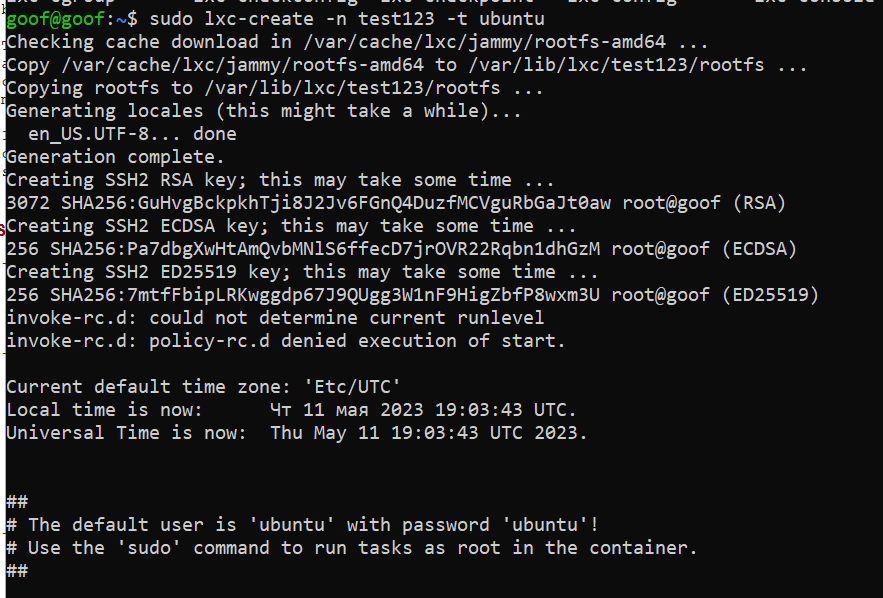 goof@goof:~$ sudo lxc-create -n test123 -t ubuntu
Checking cache download in /var/cache/lxc/jammy/rootfs-amd64 ...
Copy /var/cache/lxc/jammy/rootfs-amd64 to /var/lib/lxc/test123/rootfs ...
Copying rootfs to /var/lib/lxc/test123/rootfs ...
Generating locales (this might take a while)...
  en_US.UTF-8... done
Generation complete.
Creating SSH2 RSA key; this may take some time ...
3072 SHA256:GuHvgBckpkhTji8J2Jv6FGnQ4DuzfMCVguRbGaJt0aw root@goof (RSA)
Creating SSH2 ECDSA key; this may take some time ...
256 SHA256:Pa7dbgXwHtAmQvbMNlS6ffecD7jrOVR22Rqbn1dhGzM root@goof (ECDSA)
Creating SSH2 ED25519 key; this may take some time ...
256 SHA256:7mtfFbipLRKwggdp67J9QUgg3W1nF9HigZbfP8wxm3U root@goof (ED25519)
invoke-rc.d: could not determine current runlevel
invoke-rc.d: policy-rc.d denied execution of start.
Current default time zone: 'Etc/UTC'
Local time is now:      Чт 11 мая 2023 19:03:43 UTC.
Universal Time is now:  Thu May 11 19:03:43 UTC 2023.
##
# The default user is 'ubuntu' with password 'ubuntu'!
# Use the 'sudo' command to run tasks as root in the container.
##